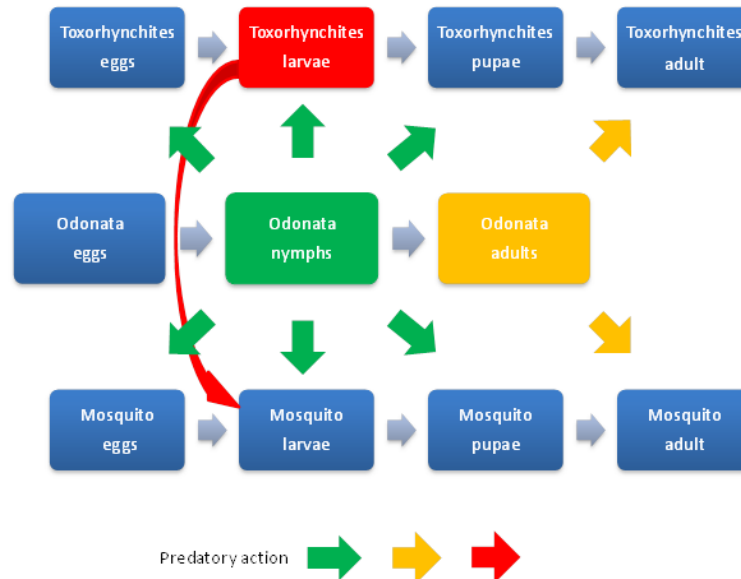 Toxorhynchites
eggs
Toxorhynchites
larvae
Toxorhynchites
pupae
Toxorhynchites
adult
Odonata
eggs
Odonata
nymphs
Odonata
adults
Mosquito
eggs
Mosquito
larvae
Mosquito
pupae
Mosquito
adult
Predatory action